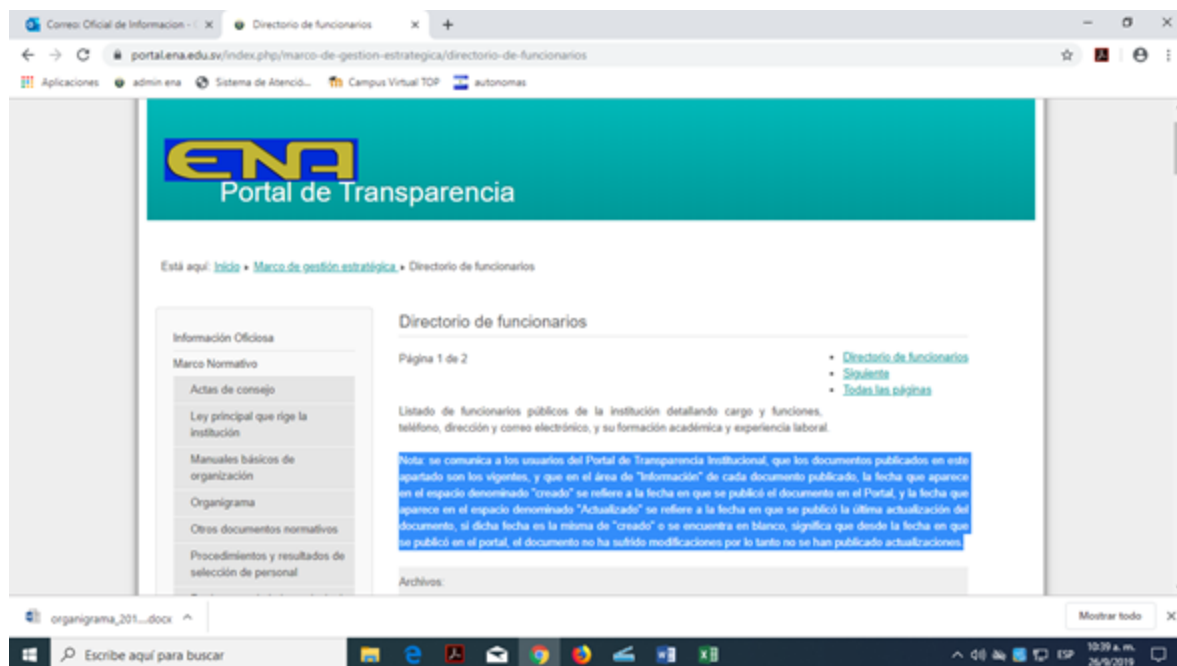 Correo: Oficial de Informacion -
Directorio de funcionarios
portal.ena.edu.sv/index.php/marco-de-gestion-estrategica/directorio-de-funcionarios
Aplicaciones admin ena Sistema de Atenció... Campus Virtual TOP autonomas
ENA
Portal de Transparencia
Está aquí: Inicio Marco de gestión estratégica Directorio de funcionarios
Información Oficiosa
Marco Normativo
Actas de consejo
Ley principal que rige la
institución
Manuales básicos de
organización
Organigrama
Otros documentos normativos
Procedimientos y resultados de
selección de personal
Directorio de funcionarios
Página 1 de 2
Directorio de funcionarios
Siguiente
Todas las páginas
Listado de funcionarios públicos de la institución detallando cargo y funciones,
teléfono, dirección y correo electrónico, y su formación académica y experiencia laboral.
Nota: se comunica a los usuarios del Portal de Transparencia Institucional, que los documentos publicados en este
apartado son los vigentes, y que en el área de "Información" de cada documento publicado, la fecha que aparece
en el espacio denominado "creado" se refiere a la fecha en que se publicó el documento en el Portal, y la fecha que
aparece en el espacio denominado "Actualizado" se refiere a la fecha en que se publicó la última actualización del
documento, si dicha fecha es la misma de "creado" o se encuentra en blanco, significa que desde la fecha en que
se publicó en el portal, el documento no ha sufrido modificaciones por lo tanto no se han publicado actualizaciones.
Archivos:
organigrama_201....docx
Mostrar todo
Escribe aquí para buscar
ESP
10:39 a. m.
26/9/2019